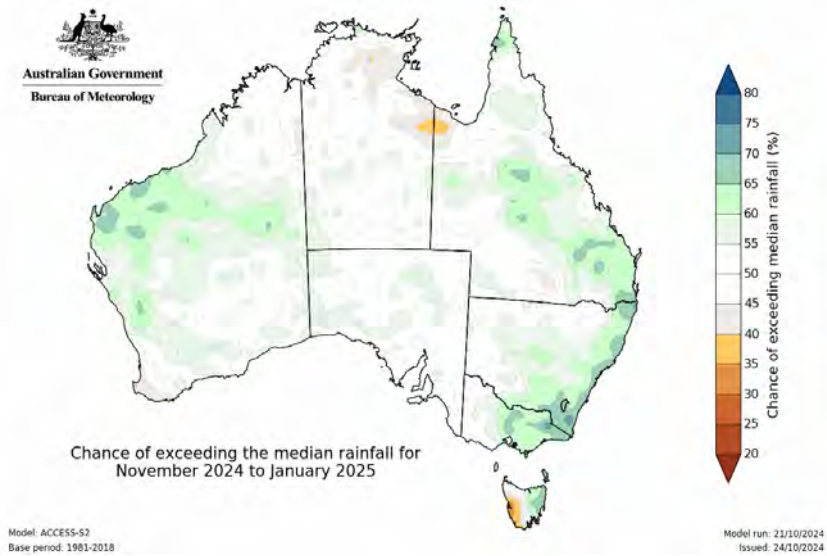 Australian Government
Bureau of Meteorology
80
75
70
65
60
55
50
45
40
35
30
25
20
Chance of exceeding median rainfall (%)
Chance of exceeding the median rainfall for
November 2024 to January 2025
Model: ACCESS-S2
Base period: 1981-2018
Model run: 21/10/2024
Issued: 24/10/2024